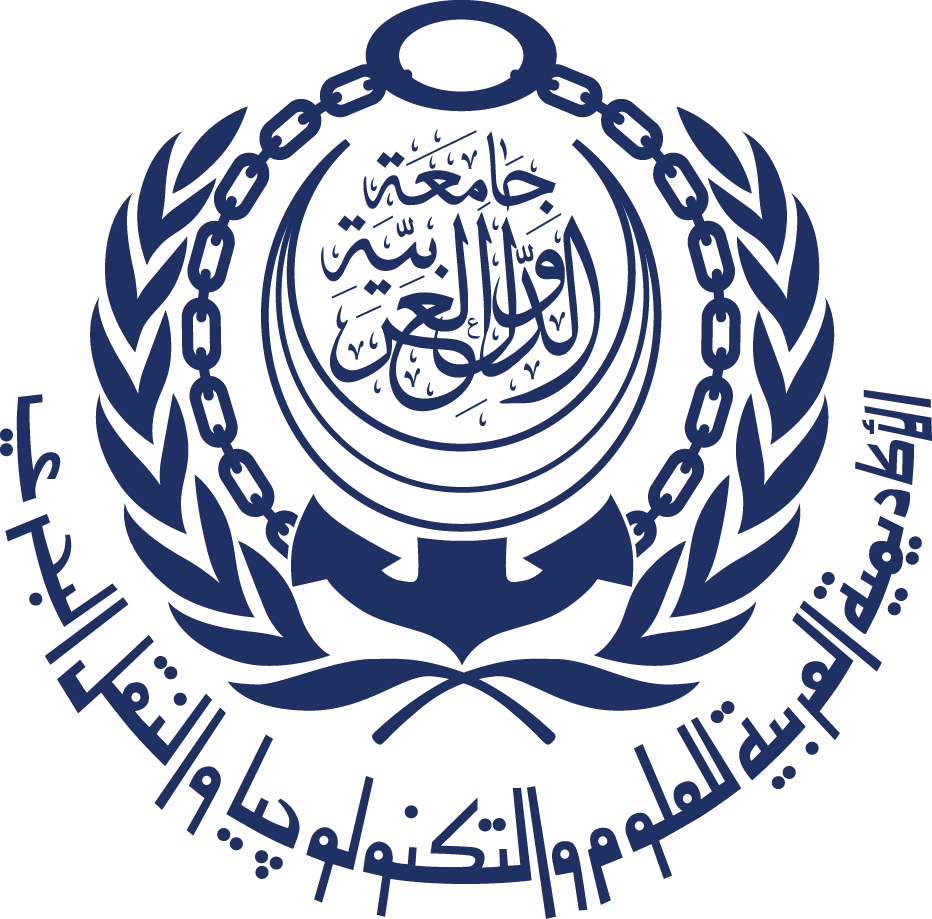 جامعة
الدول العربية
الأكاديمية العربية للعلوم والتكنولوجيا والنقل البحري